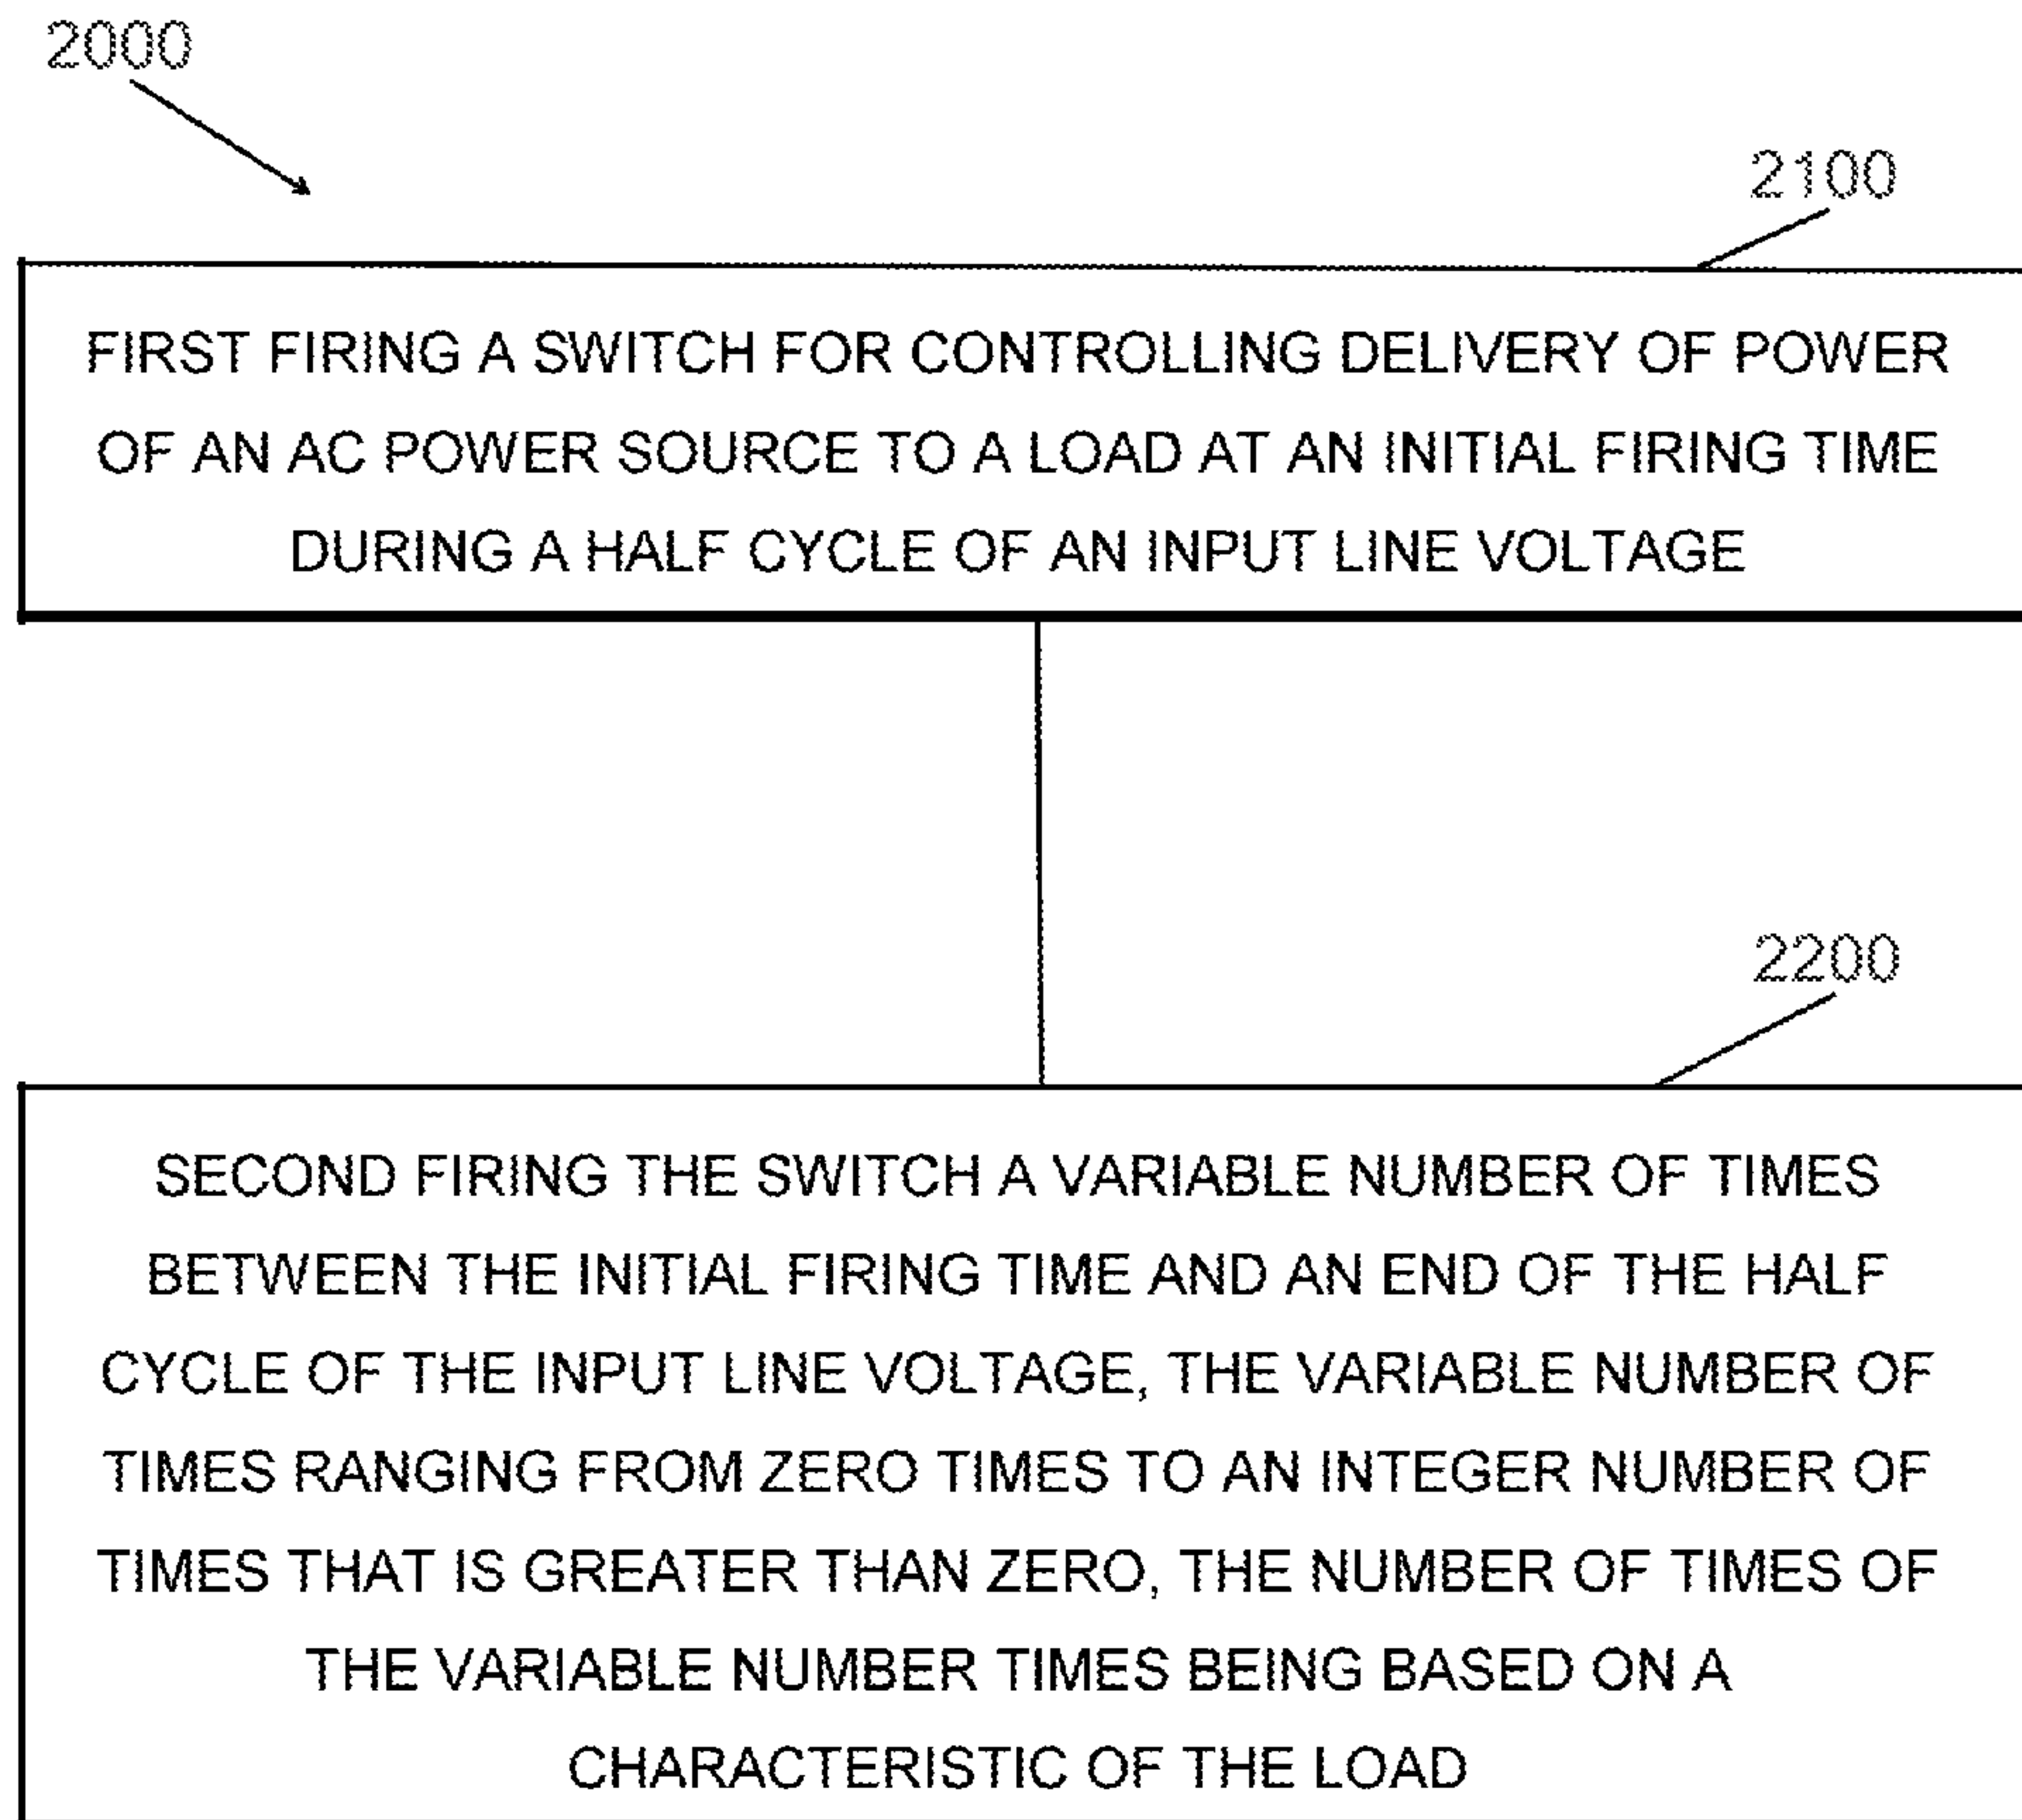 2000
2100
FIRST FIRING A SWITCH FOR CONTROLLING DELIVERY OF POWER
OF AN AC POWER SOURCE TO A LOAD AT AN INITIAL FIRING TIME
DURING A HALF CYCLE OF AN INPUT LINE VOLTAGE
2200
SECOND FIRING THE SWITCH A VARIABLE NUMBER OF TIMES
BETWEEN THE INITIAL FIRING TIME AND AN END OF THE HALF
CYCLE OF THE INPUT LINE VOLTAGE, THE VARIABLE NUMBER OF
TIMES RANGING FROM ZERO TIMES TO AN INTEGER NUMBER OF
TIMES THAT IS GREATER THAN ZERO, THE NUMBER OF TIMES OF
THE VARIABLE NUMBER TIMES BEING BASED ON A
CHARACTERISTIC OF THE LOAD